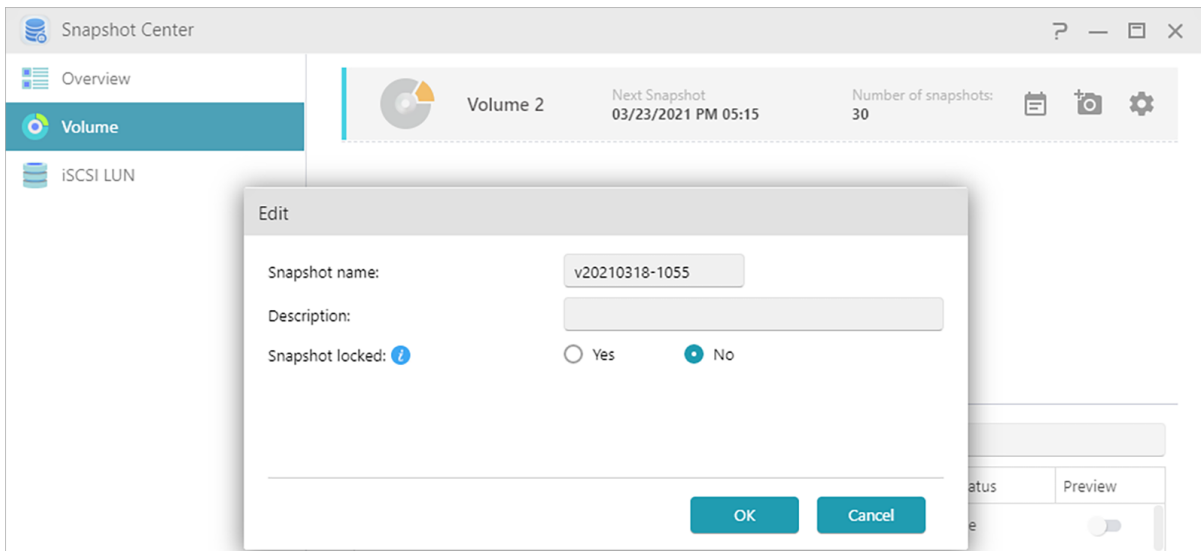 Snapshot Center
Overview
Volume
iSCSI LUN
Volume 2
Next Snapshot
03/23/2021 PM 05:15
Number of snapshots:
30
Edit
Snapshot name:
v20210318-1055
Description:
Snapshot locked:
Yes
No
OK
Cancel
atus
Preview
e